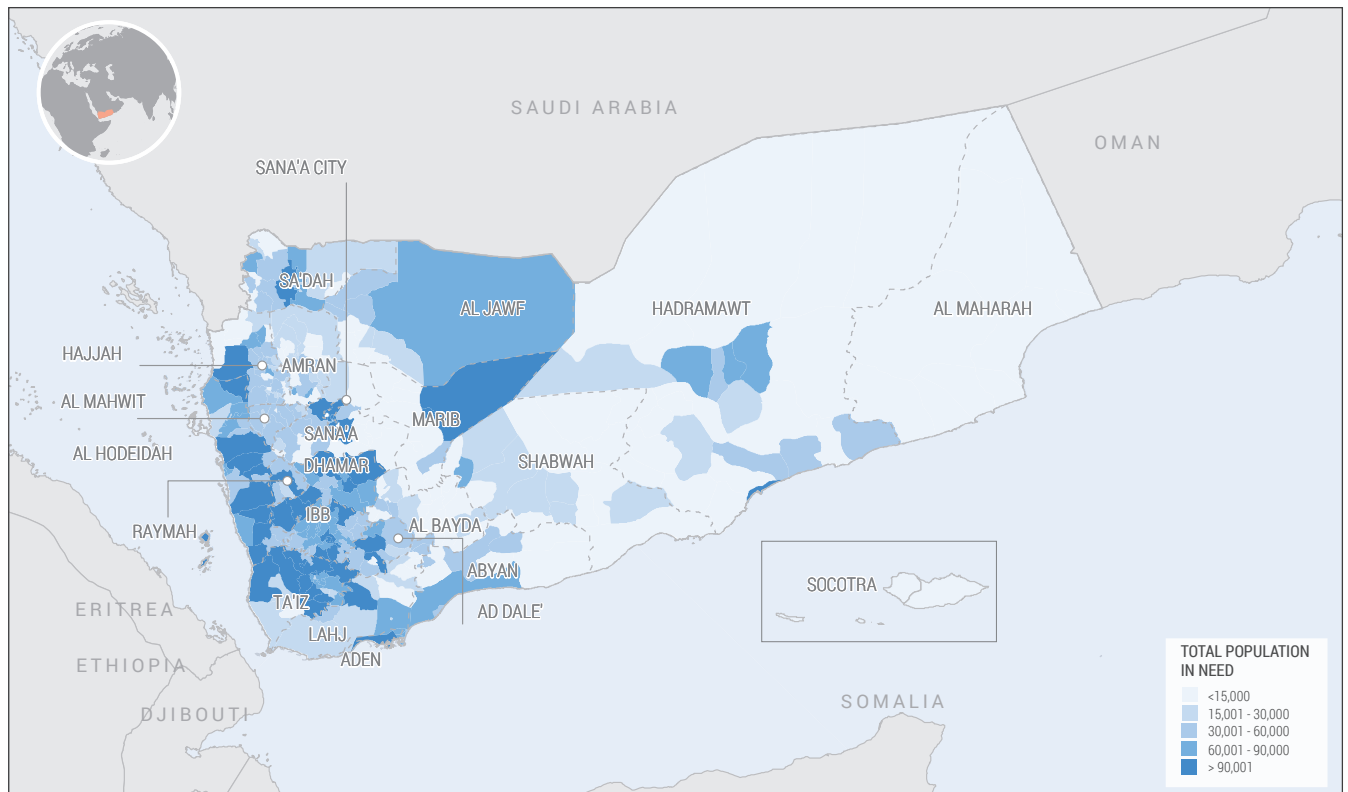 SAUDI ARABIA
OMAN
SANA'A CITY
SA'DAH
AL JAWF
HADRAMAWT
AL MAHARAH
HAJJAH
AMRAN
AL MAHWIT
MARIB
SANA'A
AL HODEIDAH
DHAMAR
SHABWAH
IBB
AL BAYDA
RAYMAH
ABYAN
SOCOTRA
ERITREA
TA'IZ
AD DALE'
LAHJ
ADEN
ETHIOPIA
DJIBOUTI
SOMALIA
TOTAL POPULATION
IN NEED
<15,000
15,001 - 30,000
30,001 - 60,000
60,001 - 90,000
> 90,001